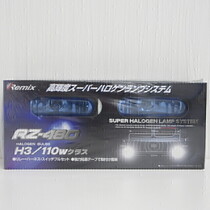 Remix
高輝度スーパーハロゲンランプシステム
SUPER HALOGEN LAMP SYSTEM
RZ-480
HALOGEN BULBS
H3/110Wクラス